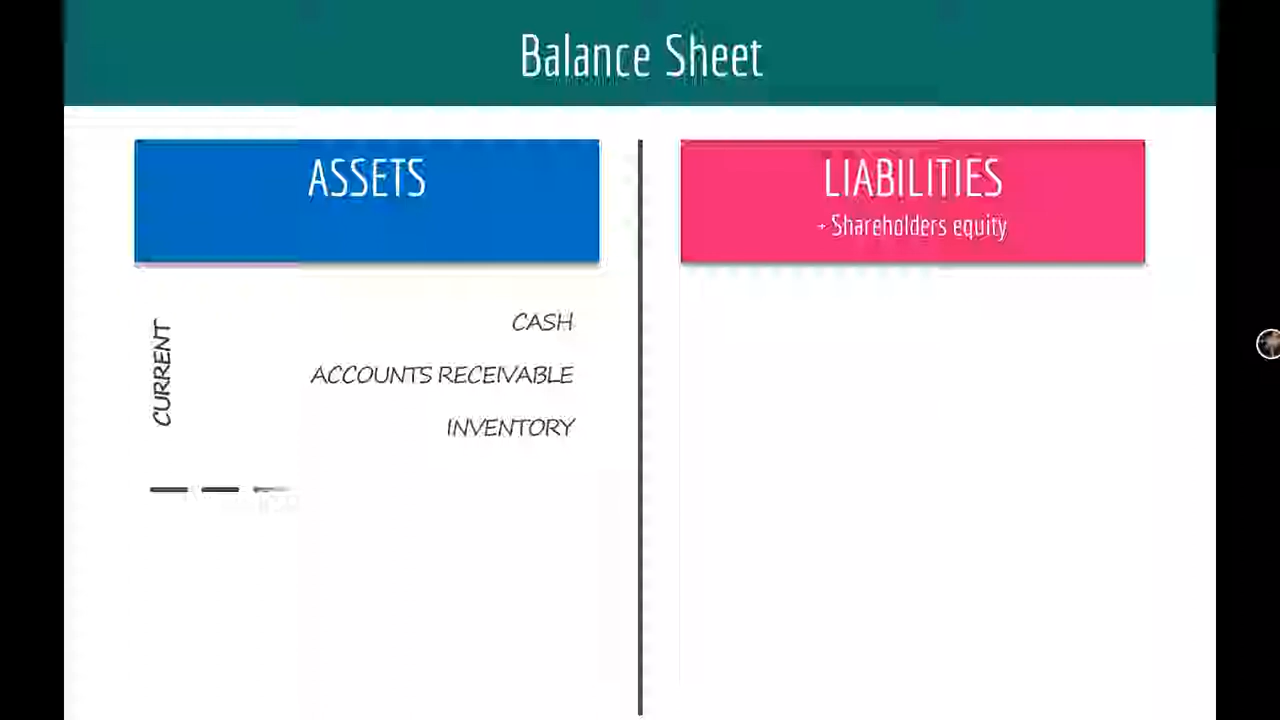 Balance Sheet
ASSETS
LIABILITIES
+ Shareholders equity
CURRENT
CASH
ACCOUNTS RECEIVABLE
INVENTORY